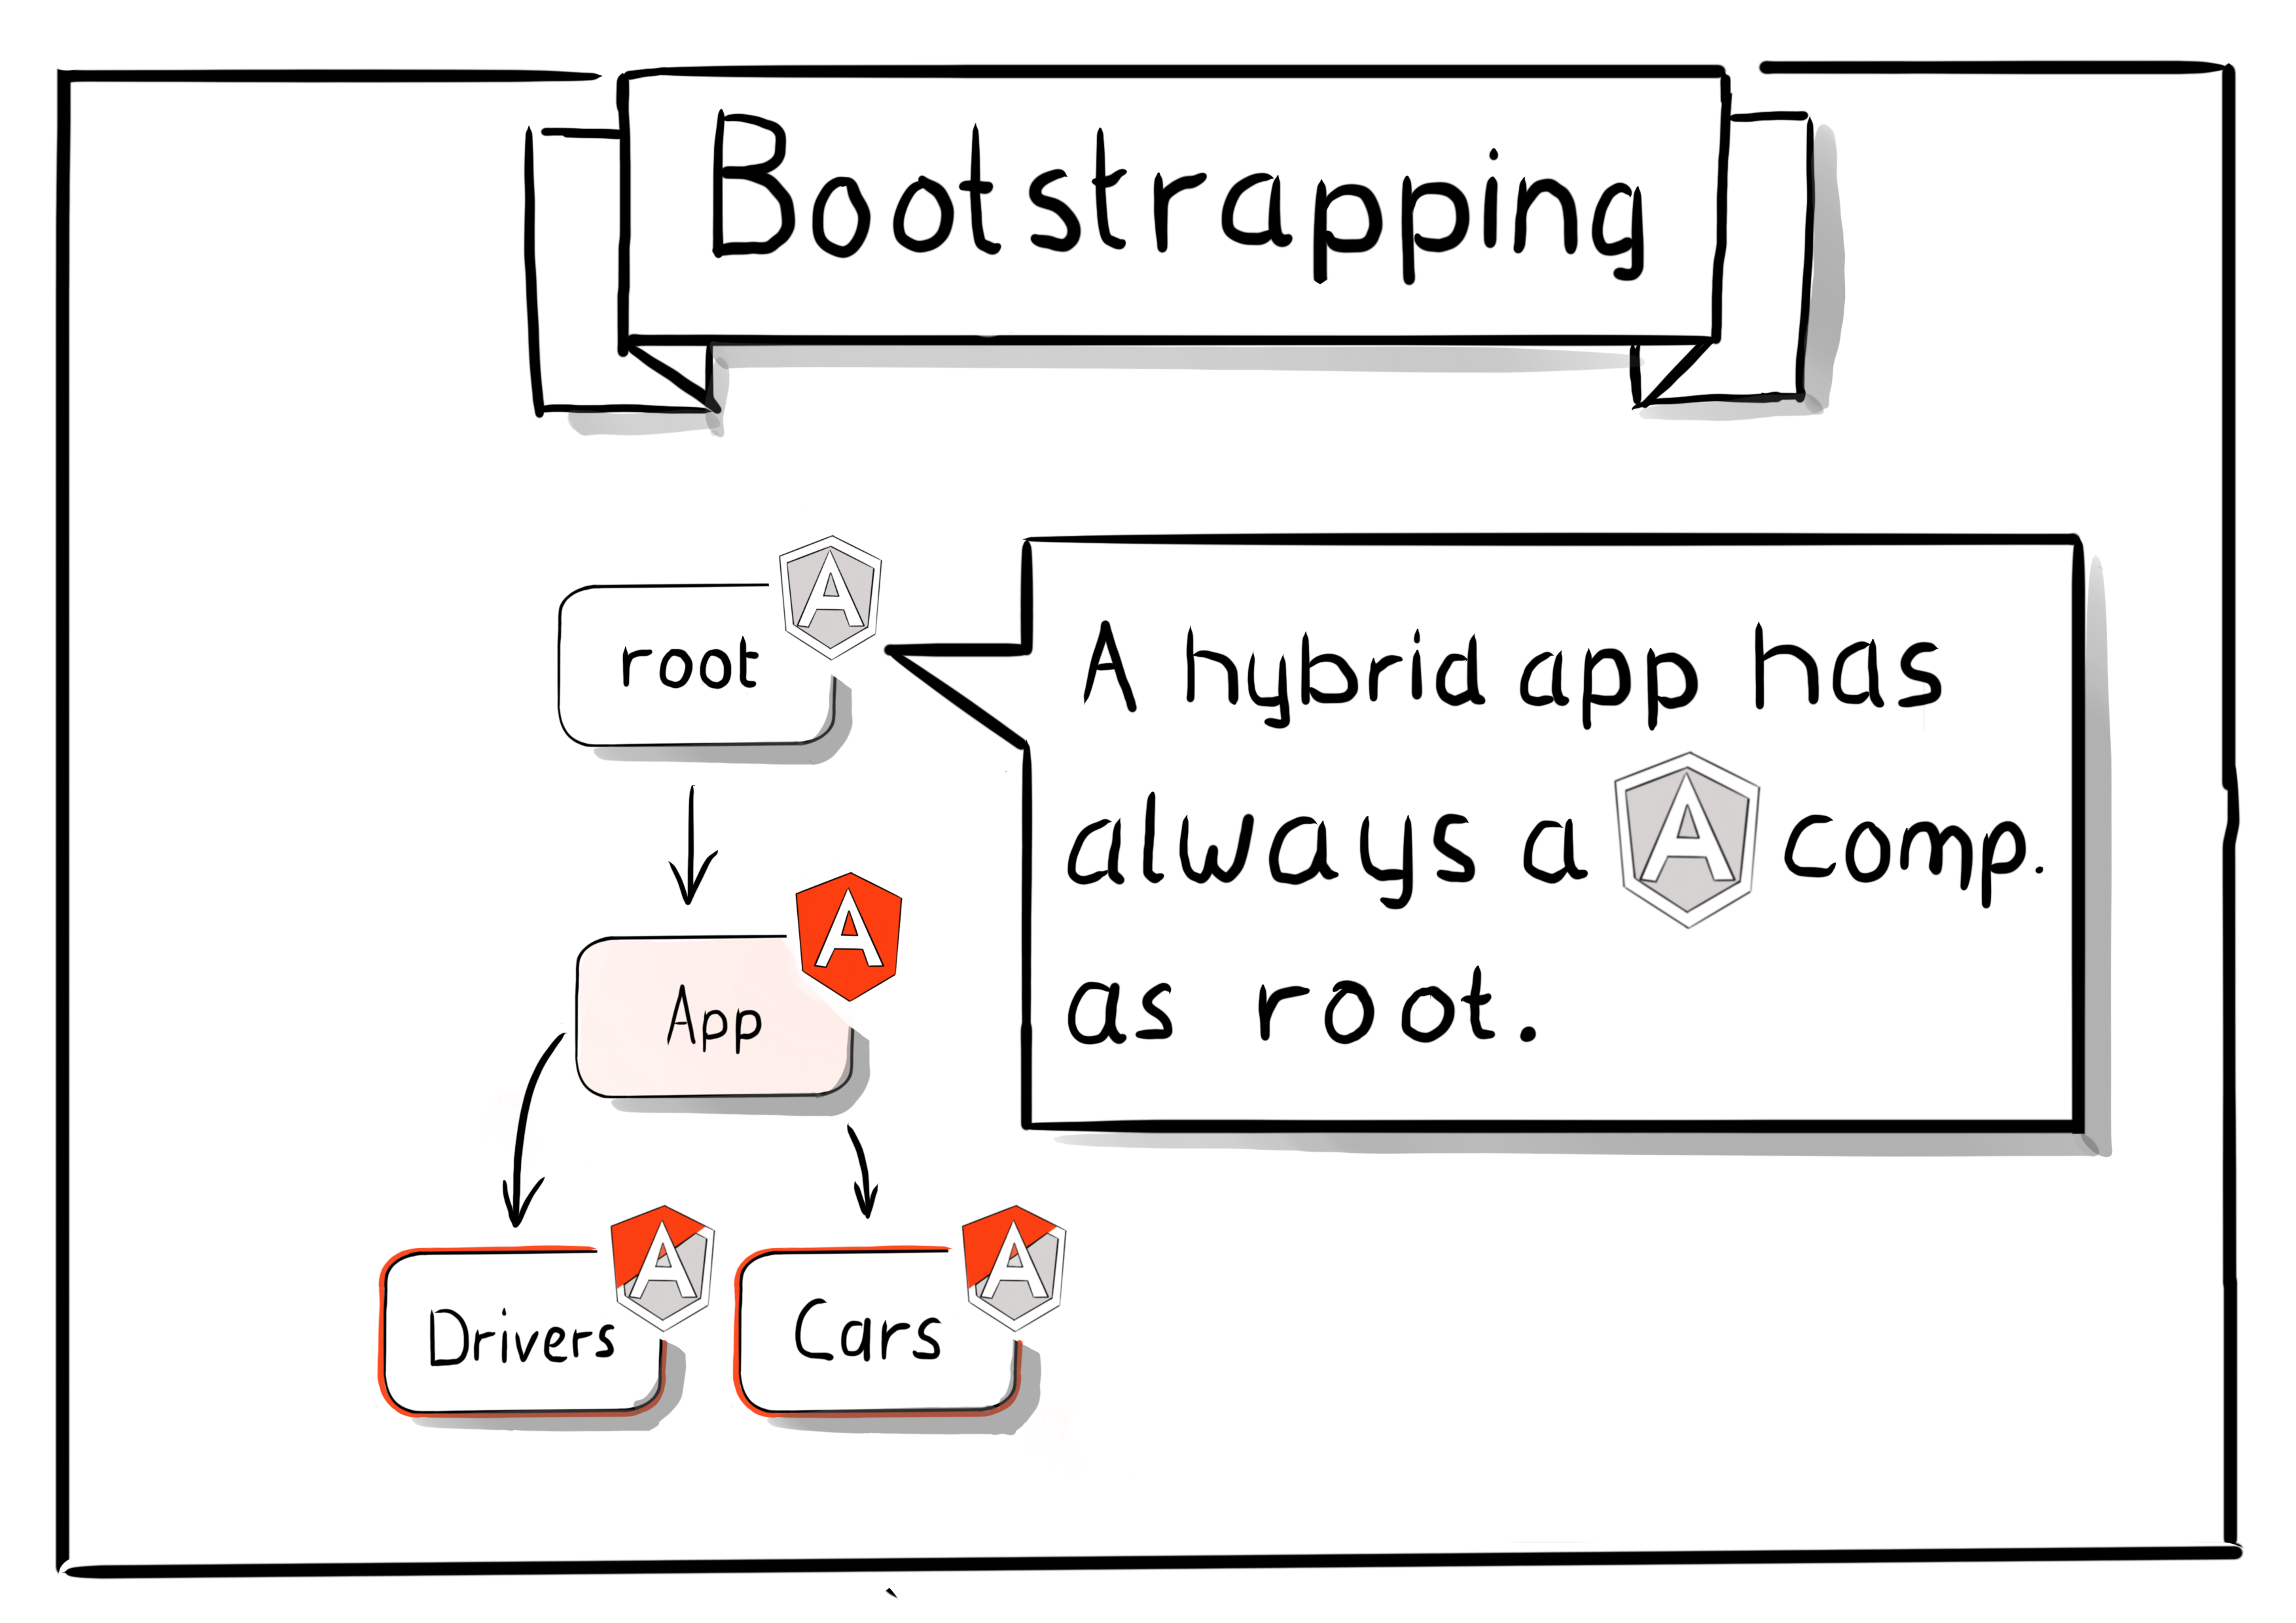 Bootstrapping
root
A hybrid app has
always a A comp.
as root.
App
Drivers
Cars